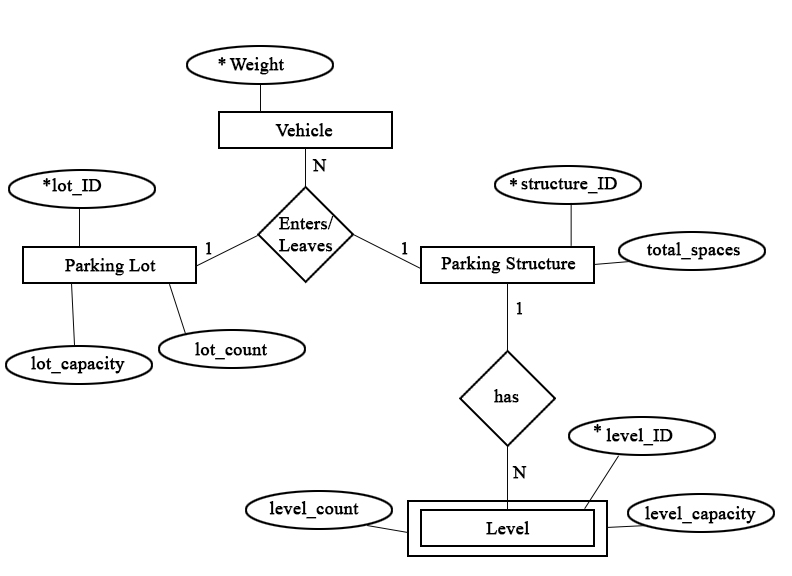 * Weight
Vehicle
N
*lot_ID
* structure_ID
Enters/
Leaves
1
1
Parking Lot
Parking Structure
total_spaces
1
lot_capacity
lot_count
has
* level_ID
N
level_count
level_capacity
Level